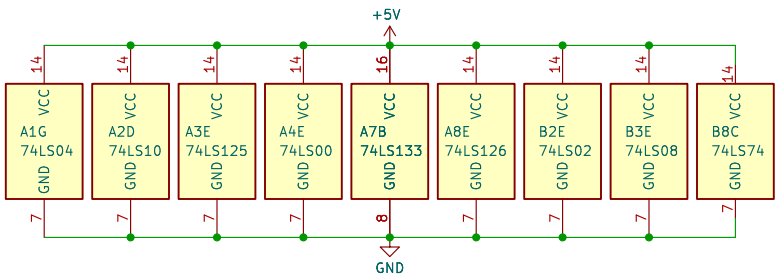 +5V
14 14 14 14 16 14 14 14 14
VCC VCC VCC VCC VCC VCC VCC VCC VCC
A1G A2D A3E A4E A7B A8E B2E B3E B8C
74LS04 74LS10 74LS125 74LS00 74LS133 74LS126 74LS02 74LS08 74LS74
GND GND GND GND GND GND GND GND GND
7 7 7 7 8 7 7 7 7
GND